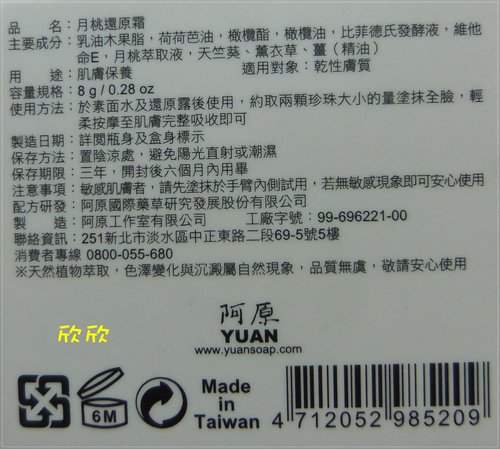 品　　名：月桃還原霜
主要成分：乳油木果脂，荷荷芭油，橄欖酯，橄欖油，比菲德氏發酵液，維他
命E，月桃萃取液，天竺葵、薰衣草、薑（精油）
用　　途：肌膚保養　　適用對象：乾性膚質
容量規格：8 g / 0.28 oz
使用方法：於素面水及還原露後使用，約取兩顆珍珠大小的量塗抹全臉，輕
柔按摩至肌膚完整吸收即可
製造日期：詳閱瓶身及盒身標示
保存方法：置陰涼處，避免陽光直射或潮濕
保存期限：三年，開封後六個月內用畢
注意事項：敏感肌膚者，請先塗抹於手臂內側試用，若無敏感現象即可安心使用
配方研發：阿原國際藥草研究發展股份有限公司
製　　造：阿原工作室有限公司　　工廠字號：99-696221-00
聯絡資訊：251新北市淡水區中正東路二段69-5號5樓
消費者專線 0800-055-680
※天然植物萃取，色澤變化與沉澱屬自然現象，品質無虞，敬請安心使用
阿原
YUAN
www.yuansoap.com
欣欣
6M
Made
in
Taiwan
4 712052 985209